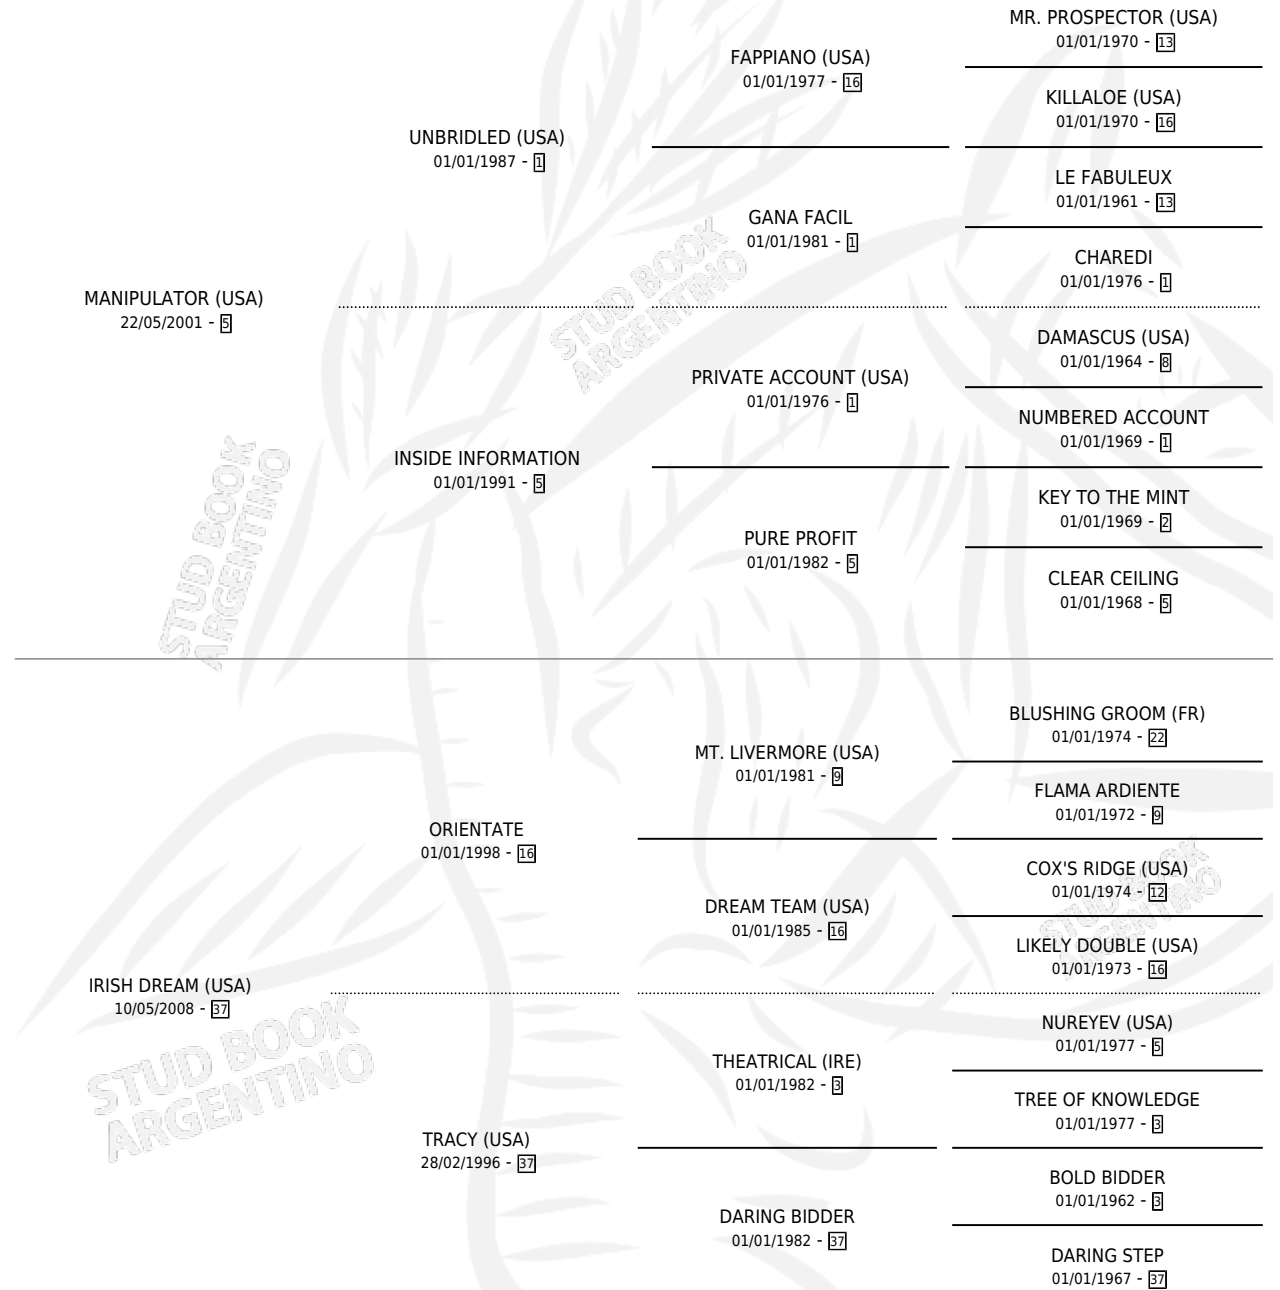 MR. PROSPECTOR (USA)
01/01/1970 - 13
FAPPIANO (USA)
01/01/1977 - 16
KILLALOE (USA)
01/01/1970 - 16
UNBRIDLED (USA)
01/01/1987 - 1
LE FABULEUX
01/01/1961 - 13
GANA FACIL
01/01/1981 - 1
CHAREDI
01/01/1976 - 1
MANIPULATOR (USA)
22/05/2001 - 5
DAMASCUS (USA)
01/01/1964 - 8
PRIVATE ACCOUNT (USA)
01/01/1976 - 1
NUMBERED ACCOUNT
01/01/1969 - 1
INSIDE INFORMATION
01/01/1991 - 5
KEY TO THE MINT
01/01/1969 - 2
PURE PROFIT
01/01/1982 - 5
CLEAR CEILING
01/01/1968 - 5
BLUSHING GROOM (FR)
01/01/1974 - 22
MT. LIVERMORE (USA)
01/01/1981 - 9
FLAMA ARDIENTE
01/01/1972 - 9
ORIENTATE
01/01/1998 - 16
COX'S RIDGE (USA)
01/01/1974 - 12
DREAM TEAM (USA)
01/01/1985 - 16
LIKELY DOUBLE (USA)
01/01/1973 - 16
IRISH DREAM (USA)
10/05/2008 - 37
NUREYEV (USA)
01/01/1977 - 5
THEATRICAL (IRE)
01/01/1982 - 3
TREE OF KNOWLEDGE
01/01/1977 - 3
TRACY (USA)
28/02/1996 - 37
BOLD BIDDER
01/01/1962 - 3
DARING BIDDER
01/01/1982 - 37
DARING STEP
01/01/1967 - 37
STUD BOOK
ARGENTINO
STUD BOOK
ARGENTINO
STUD BOOK
ARGENTINO
STUD BOOK
ARGENTINO